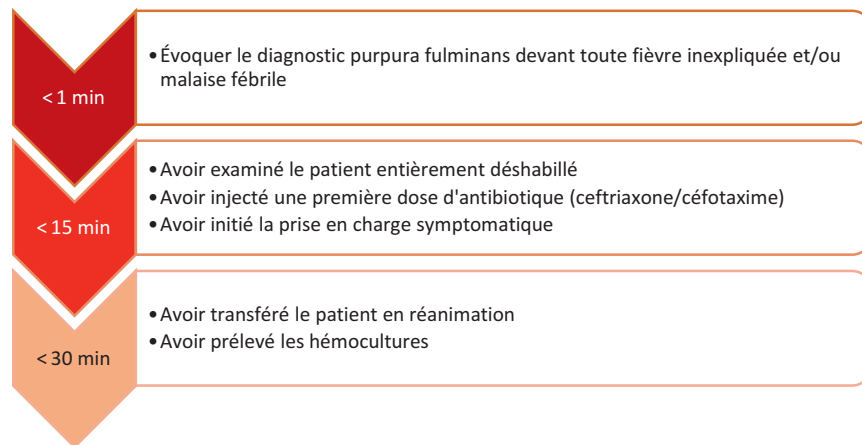 < 1 min
•Évoquer le diagnostic purpura fulminans devant toute fièvre inexpliquée et/ou
malaise fébrile
< 15 min
•Avoir examiné le patient entièrement déshabillé
•Avoir injecté une première dose d'antibiotique (ceftriaxone/céfotaxime)
•Avoir initié la prise en charge symptomatique
< 30 min
•Avoir transféré le patient en réanimation
•Avoir prélevé les hémocultures